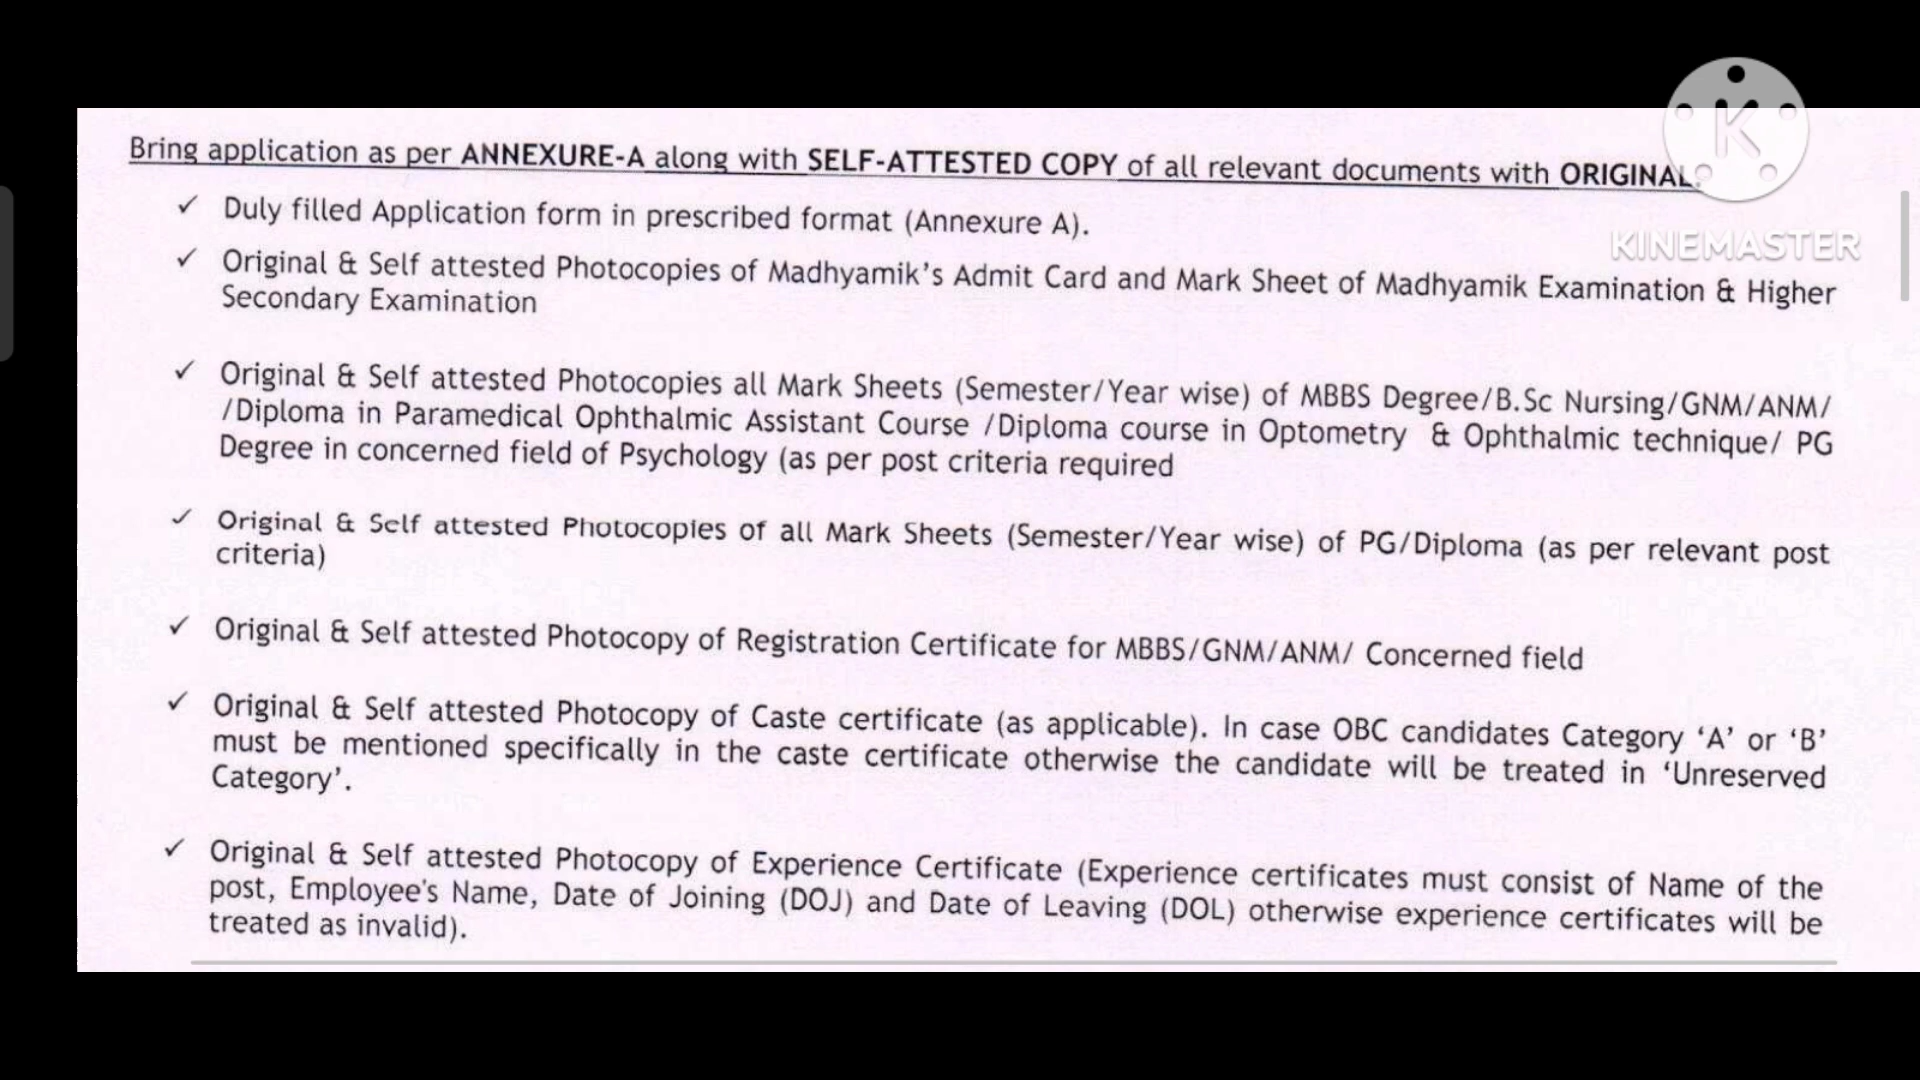 Bring application as per ANNEXURE-A along with SELF-ATTESTED COPY of all relevant documents with ORIGINAL.
✓ Duly filled Application form in prescribed format (Annexure A).
✓ Original & Self attested Photocopies of Madhyamik's Admit Card and Mark Sheet of Madhyamik Examination & Higher
Secondary Examination
✓ Original & Self attested Photocopies all Mark Sheets (Semester/Year wise) of MBBS Degree/B.Sc Nursing/GNM/ANM/
/Diploma in Paramedical Ophthalmic Assistant Course /Diploma course in Optometry & Ophthalmic technique/ PG
Degree in concerned field of Psychology (as per post criteria required
✓ Original & Self attested Photocopies of all Mark Sheets (Semester/Year wise) of PG/Diploma (as per relevant post
criteria)
✓ Original & Self attested Photocopy of Registration Certificate for MBBS/GNM/ANM/ Concerned field
✓ Original & Self attested Photocopy of Caste certificate (as applicable). In case OBC candidates Category 'A' or 'B'
must be mentioned specifically in the caste certificate otherwise the candidate will be treated in 'Unreserved
Category'.
✓ Original & Self attested Photocopy of Experience Certificate (Experience certificates must consist of Name of the
post, Employee's Name, Date of Joining (DOJ) and Date of Leaving (DOL) otherwise experience certificates will be
treated as invalid).
K
KINEMASTER